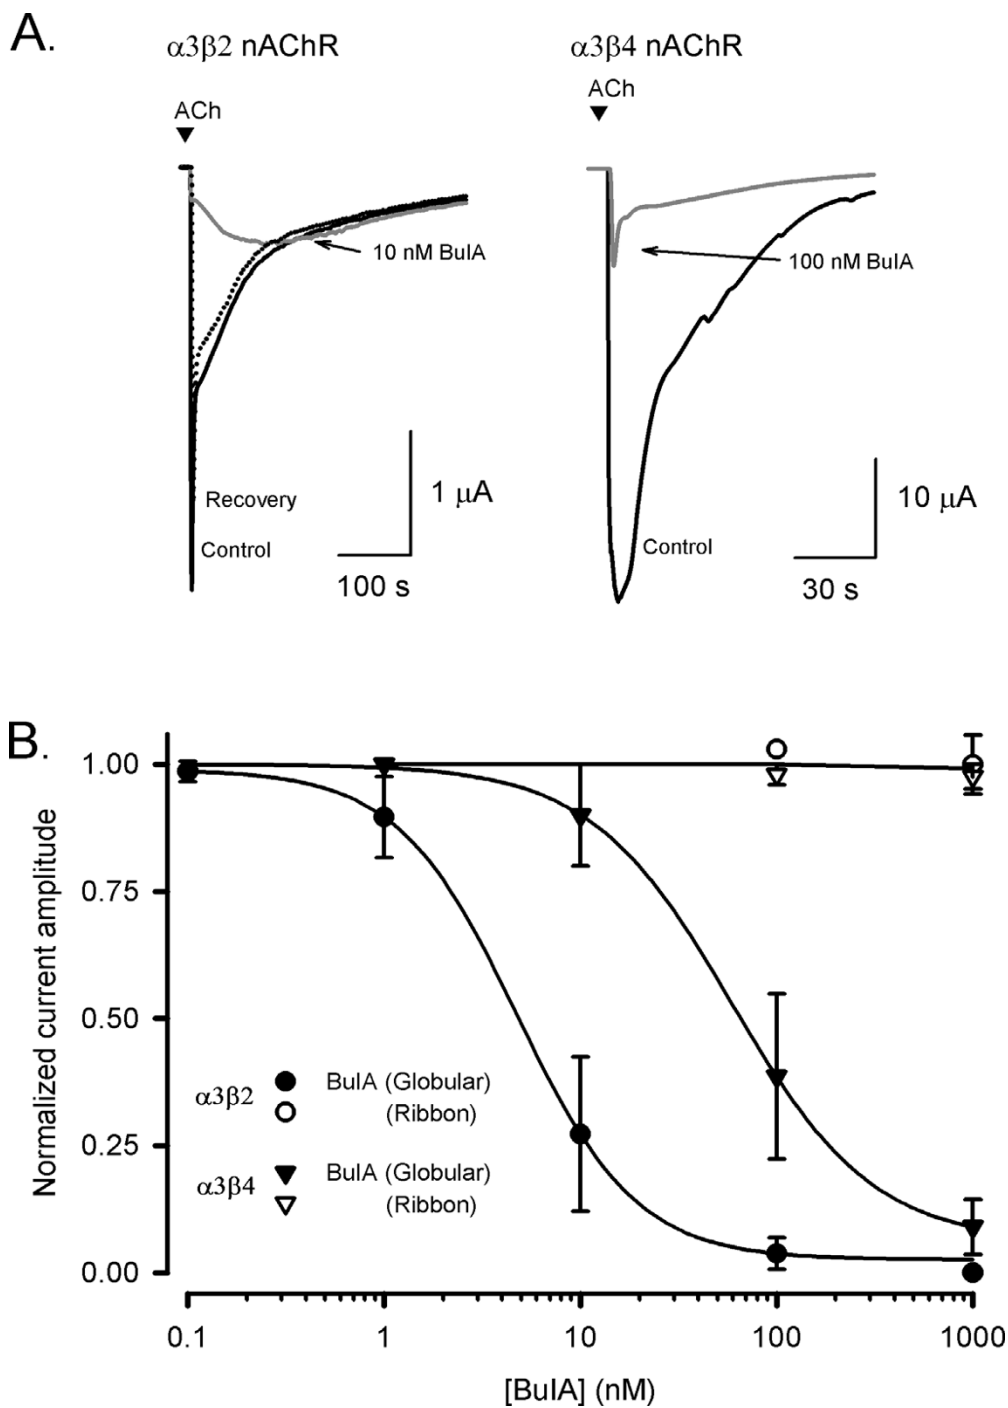 A.
α3β2 nAChR
α3β4 nAChR
ACh
ACh
10 nM BuIA
100 nM BuIA
Recovery
Control
1 μA
100 s
Control
10 μA
30 s
B.
Normalized current amplitude
1.00
0.75
0.50
0.25
0.00
α3β2 BuIA (Globular)
(Ribbon)
α3β4 BuIA (Globular)
(Ribbon)
0.1 1 10 100 1000
[BuIA] (nM)